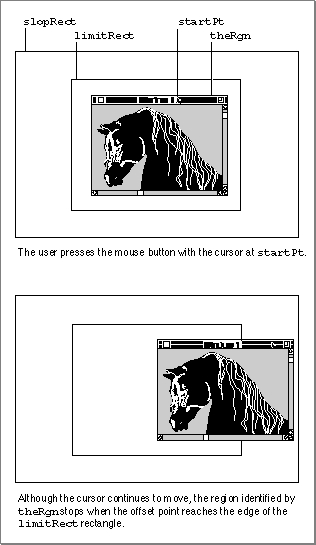 slopRect startPt
limitRect theRgn
The user presses the mouse button with the cursor at startPt.
Although the cursor continues to move, the region identified by
theRgn stops when the offset point reaches the edge of the
limitRect rectangle.